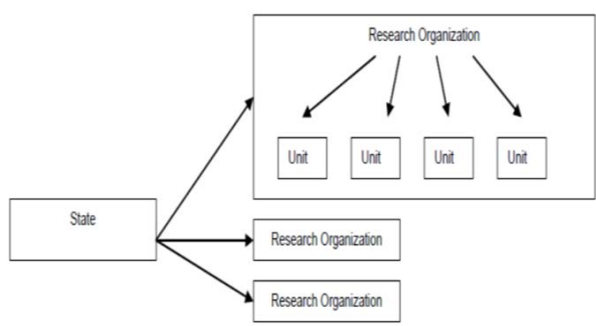 Research Organization
Unit Unit Unit Unit
State
Research Organization
Research Organization